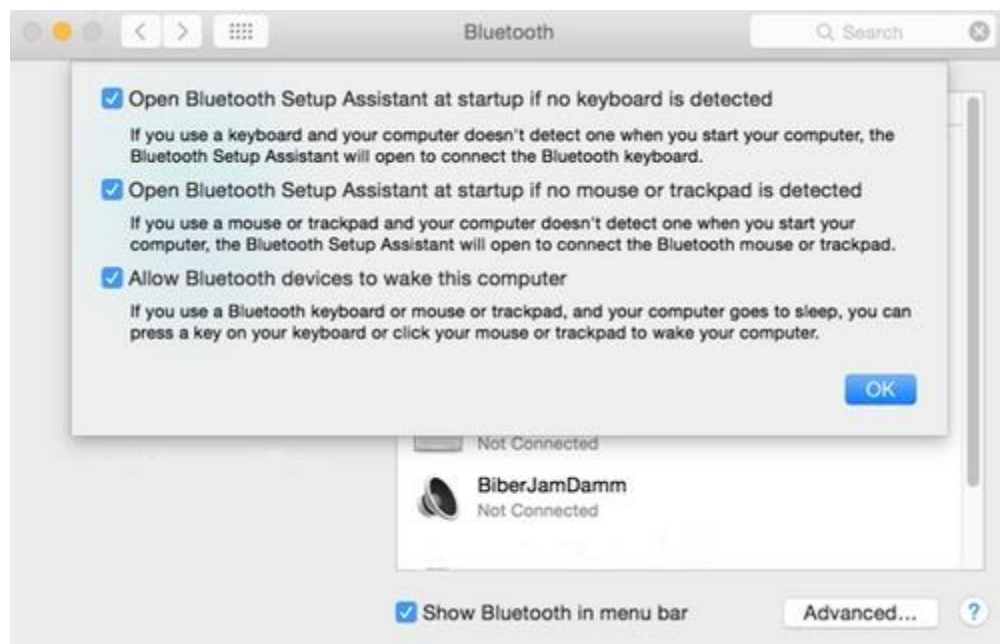 Bluetooth
Search
Open Bluetooth Setup Assistant at startup if no keyboard is detected
If you use a keyboard and your computer doesn't detect one when you start your computer, the
Bluetooth Setup Assistant will open to connect the Bluetooth keyboard.
Open Bluetooth Setup Assistant at startup if no mouse or trackpad is detected
If you use a mouse or trackpad and your computer doesn't detect one when you start your
computer, the Bluetooth Setup Assistant will open to connect the Bluetooth mouse or trackpad.
Allow Bluetooth devices to wake this computer
If you use a Bluetooth keyboard or mouse or trackpad, and your computer goes to sleep, you can
press a key on your keyboard or click your mouse or trackpad to wake your computer.
OK
Not Connected
BiberJamDamm
Not Connected
Show Bluetooth in menu bar
Advanced...
?